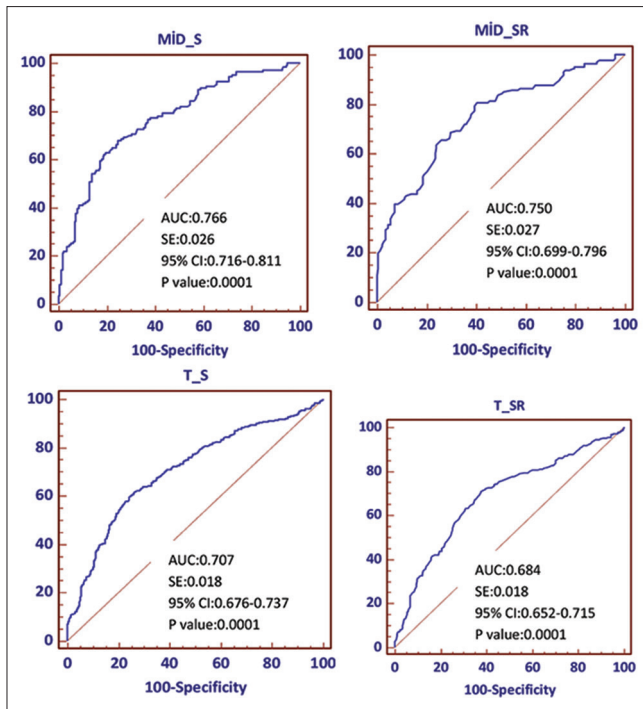 MİD_S
100
80
60
40
20
0
AUC:0.766
SE:0.026
95% CI:0.716-0.811
P value:0.0001
0 20 40 60 80 100
100-Specificity
MİD_SR
100
80
60
40
20
0
AUC:0.750
SE:0.027
95% CI:0.699-0.796
P value:0.0001
0 20 40 60 80 100
100-Specificity
T_S
100
80
60
40
20
0
AUC:0.707
SE:0.018
95% CI:0.676-0.737
P value:0.0001
0 20 40 60 80 100
100-Specificity
T_SR
100
80
60
40
20
0
AUC:0.684
SE:0.018
95% CI:0.652-0.715
P value:0.0001
0 20 40 60 80 100
100-Specificity